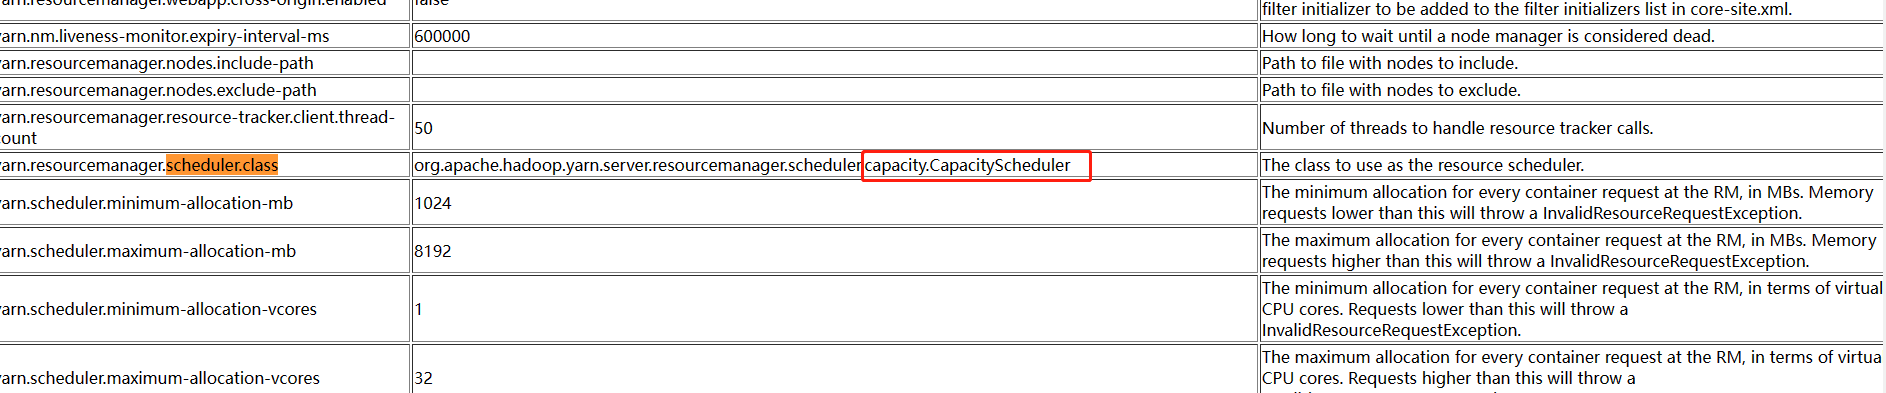 arn.resourcemanager.webapp.cross-origin.enabled false
filter initializer to be added to the filter initializers list in core-site.xml.
arn.nm.liveness-monitor.expiry-interval-ms 600000 How long to wait until a node manager is considered dead.
arn.resourcemanager.nodes.include-path Path to file with nodes to include.
arn.resourcemanager.nodes.exclude-path Path to file with nodes to exclude.
arn.resourcemanager.resource-tracker.client.thread-
ount 50 Number of threads to handle resource tracker calls.
arn.resourcemanager.scheduler.class org.apache.hadoop.yarn.server.resourcemanager.scheduler.capacity.CapacityScheduler The class to use as the resource scheduler.
arn.scheduler.minimum-allocation-mb 1024 The minimum allocation for every container request at the RM, in MBs. Memory
requests lower than this will throw a InvalidResourceRequestException.
arn.scheduler.maximum-allocation-mb 8192 The maximum allocation for every container request at the RM, in MBs. Memory
requests higher than this will throw a InvalidResourceRequestException.
arn.scheduler.minimum-allocation-vcores 1 The minimum allocation for every container request at the RM, in terms of virtual
CPU cores. Requests lower than this will throw a
InvalidResourceRequestException.
arn.scheduler.maximum-allocation-vcores 32 The maximum allocation for every container request at the RM, in terms of virtua
CPU cores. Requests higher than this will throw a